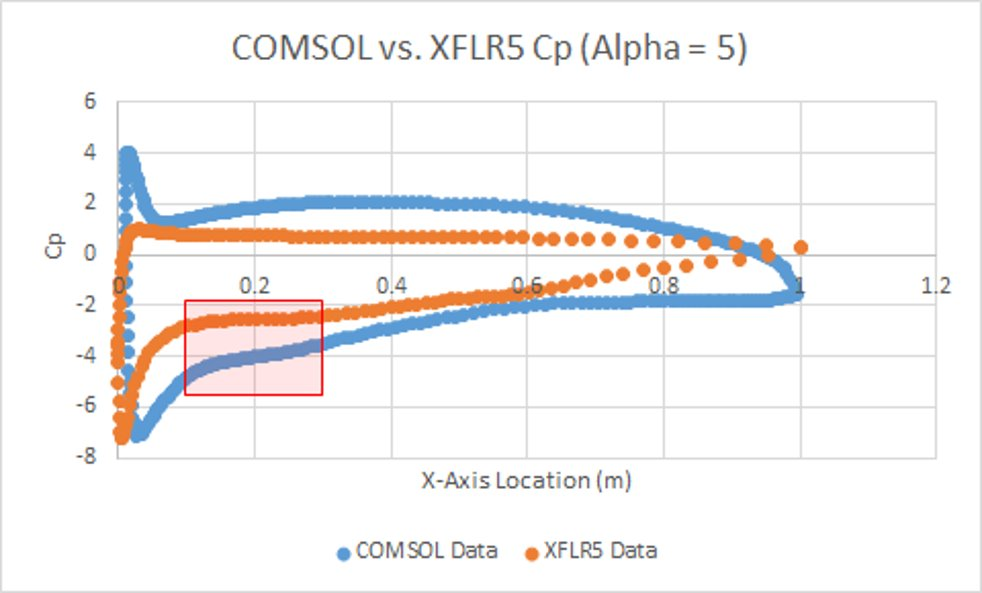 COMSOL vs. XFLR5 Cp (Alpha = 5)
6
4
2
0
-2
-4
-6
-8
Cp
0 0.2 0.4 0.6 0.8 1 1.2
X-Axis Location (m)
COMSOL Data XFLR5 Data